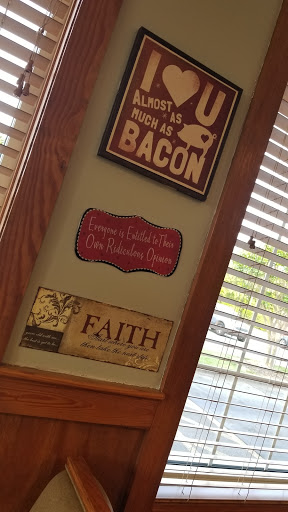 I ♥ U
ALMOST AS
MUCH AS
BACON
Everyone is Entitled to Their
Own Ridiculous Opinion
FAITH